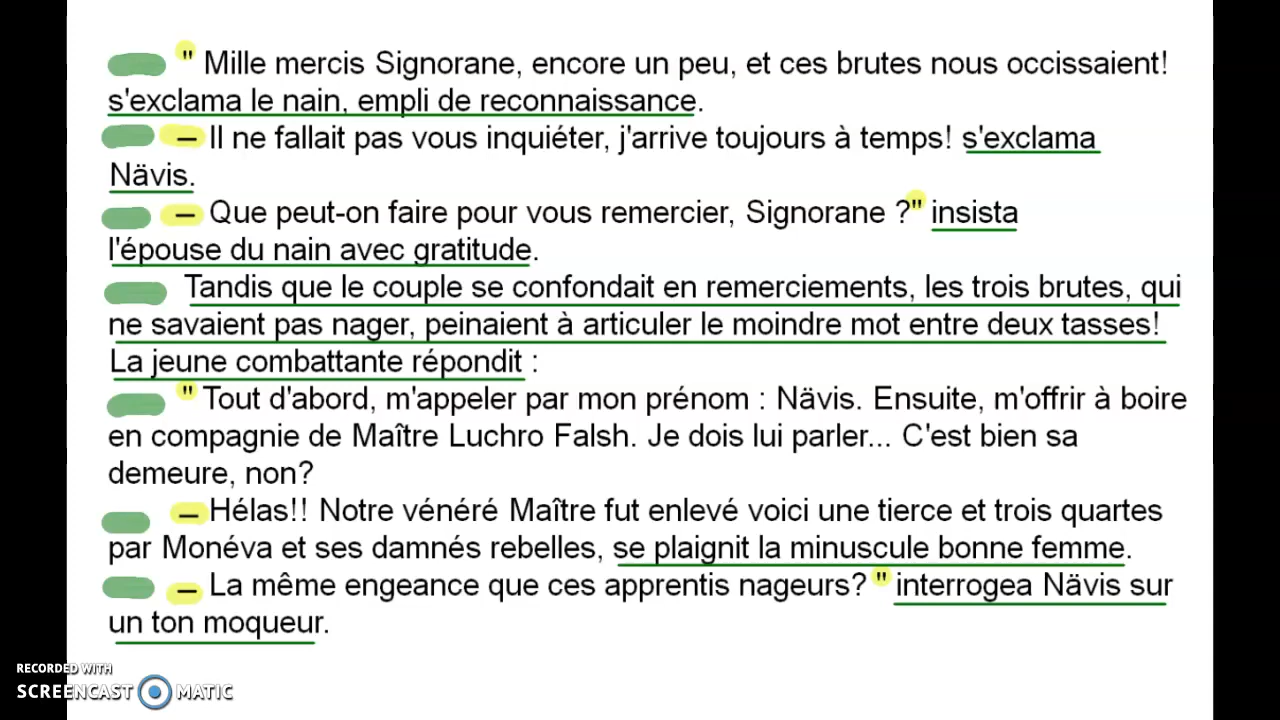 " Mille mercis Signorane, encore un peu, et ces brutes nous occissaient!
s'exclama le nain, empli de reconnaissance.
– Il ne fallait pas vous inquiéter, j'arrive toujours à temps! s'exclama
Nävis.
– Que peut-on faire pour vous remercier, Signorane ?" insista
l'épouse du nain avec gratitude.
Tandis que le couple se confondait en remerciements, les trois brutes, qui
ne savaient pas nager, peinaient à articuler le moindre mot entre deux tasses!
La jeune combattante répondit :
" Tout d'abord, m'appeler par mon prénom : Nävis. Ensuite, m'offrir à boire
en compagnie de Maître Luchro Falsh. Je dois lui parler... C'est bien sa
demeure, non?
– Hélas!! Notre vénéré Maître fut enlevé voici une tierce et trois quartes
par Monéva et ses damnés rebelles, se plaignit la minuscule bonne femme.
– La même engeance que ces apprentis nageurs? " interrogea Nävis sur
un ton moqueur.
RECORDED WITH
SCREENCAST MATIC